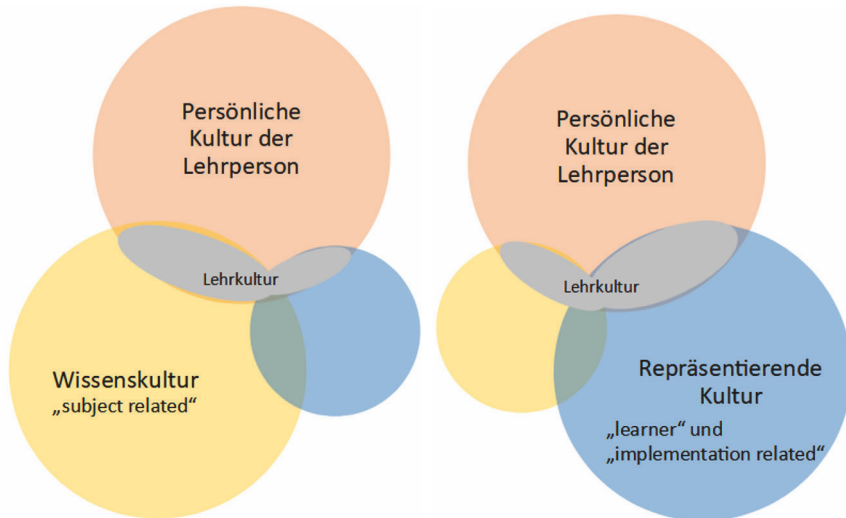 Persönliche
Kultur der
Lehrperson
Lehrkultur
Wissenskultur
„subject related“
Persönliche
Kultur der
Lehrperson
Lehrkultur
Repräsentierende
Kultur
„learner“ und
„implementation related“